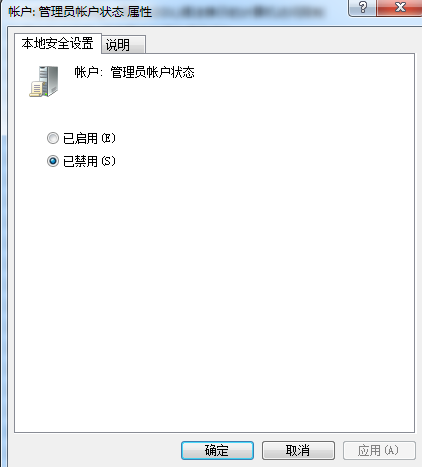 帐户: 管理员帐户状态 属性
本地安全设置
说明
帐户: 管理员帐户状态
已启用(E)
已禁用(S)
确定
取消
应用(A)